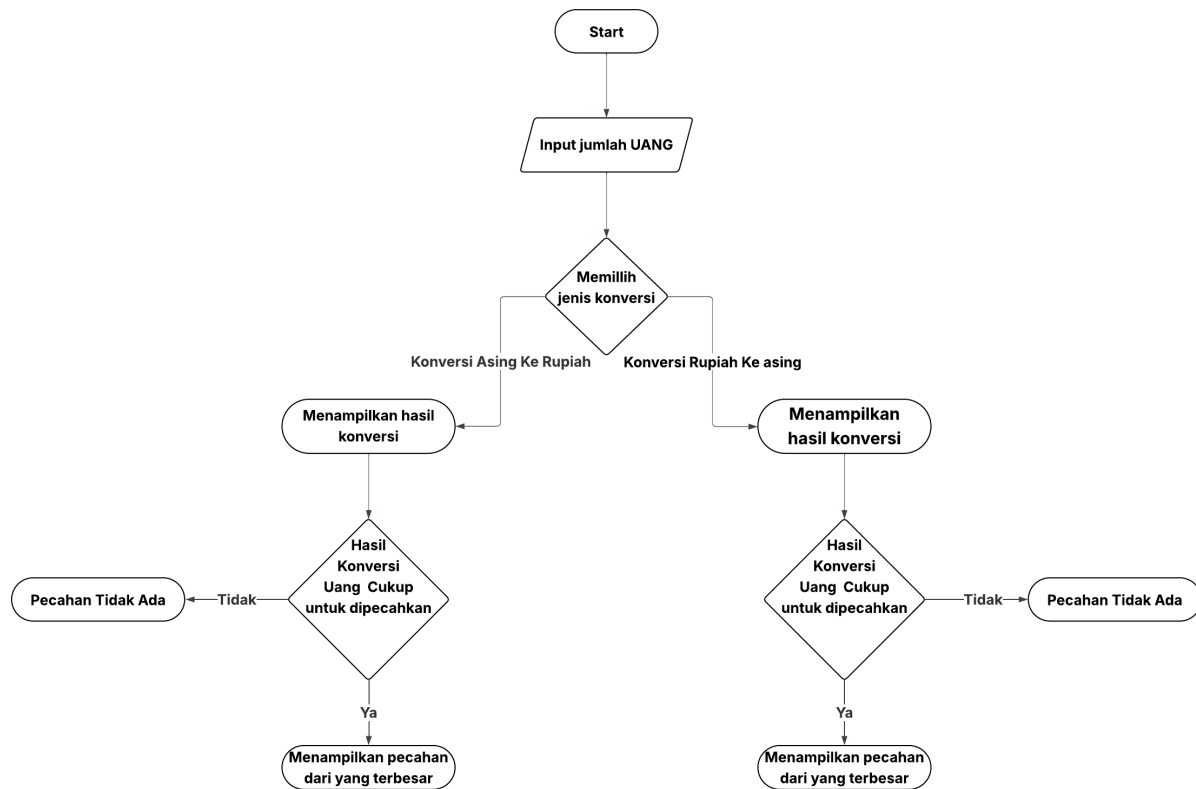 Start
Input jumlah UANG
Memillih
jenis konversi
Konversi Asing Ke Rupiah
Konversi Rupiah Ke asing
Menampilkan hasil
konversi
Menampilkan
hasil konversi
Hasil
Konversi
Uang Cukup
untuk dipecahkan
Hasil
Konversi
Uang Cukup
untuk dipecahkan
Pecahan Tidak Ada
Tidak
Tidak
Pecahan Tidak Ada
Ya
Ya
Menampilkan pecahan
dari yang terbesar
Menampilkan pecahan
dari yang terbesar